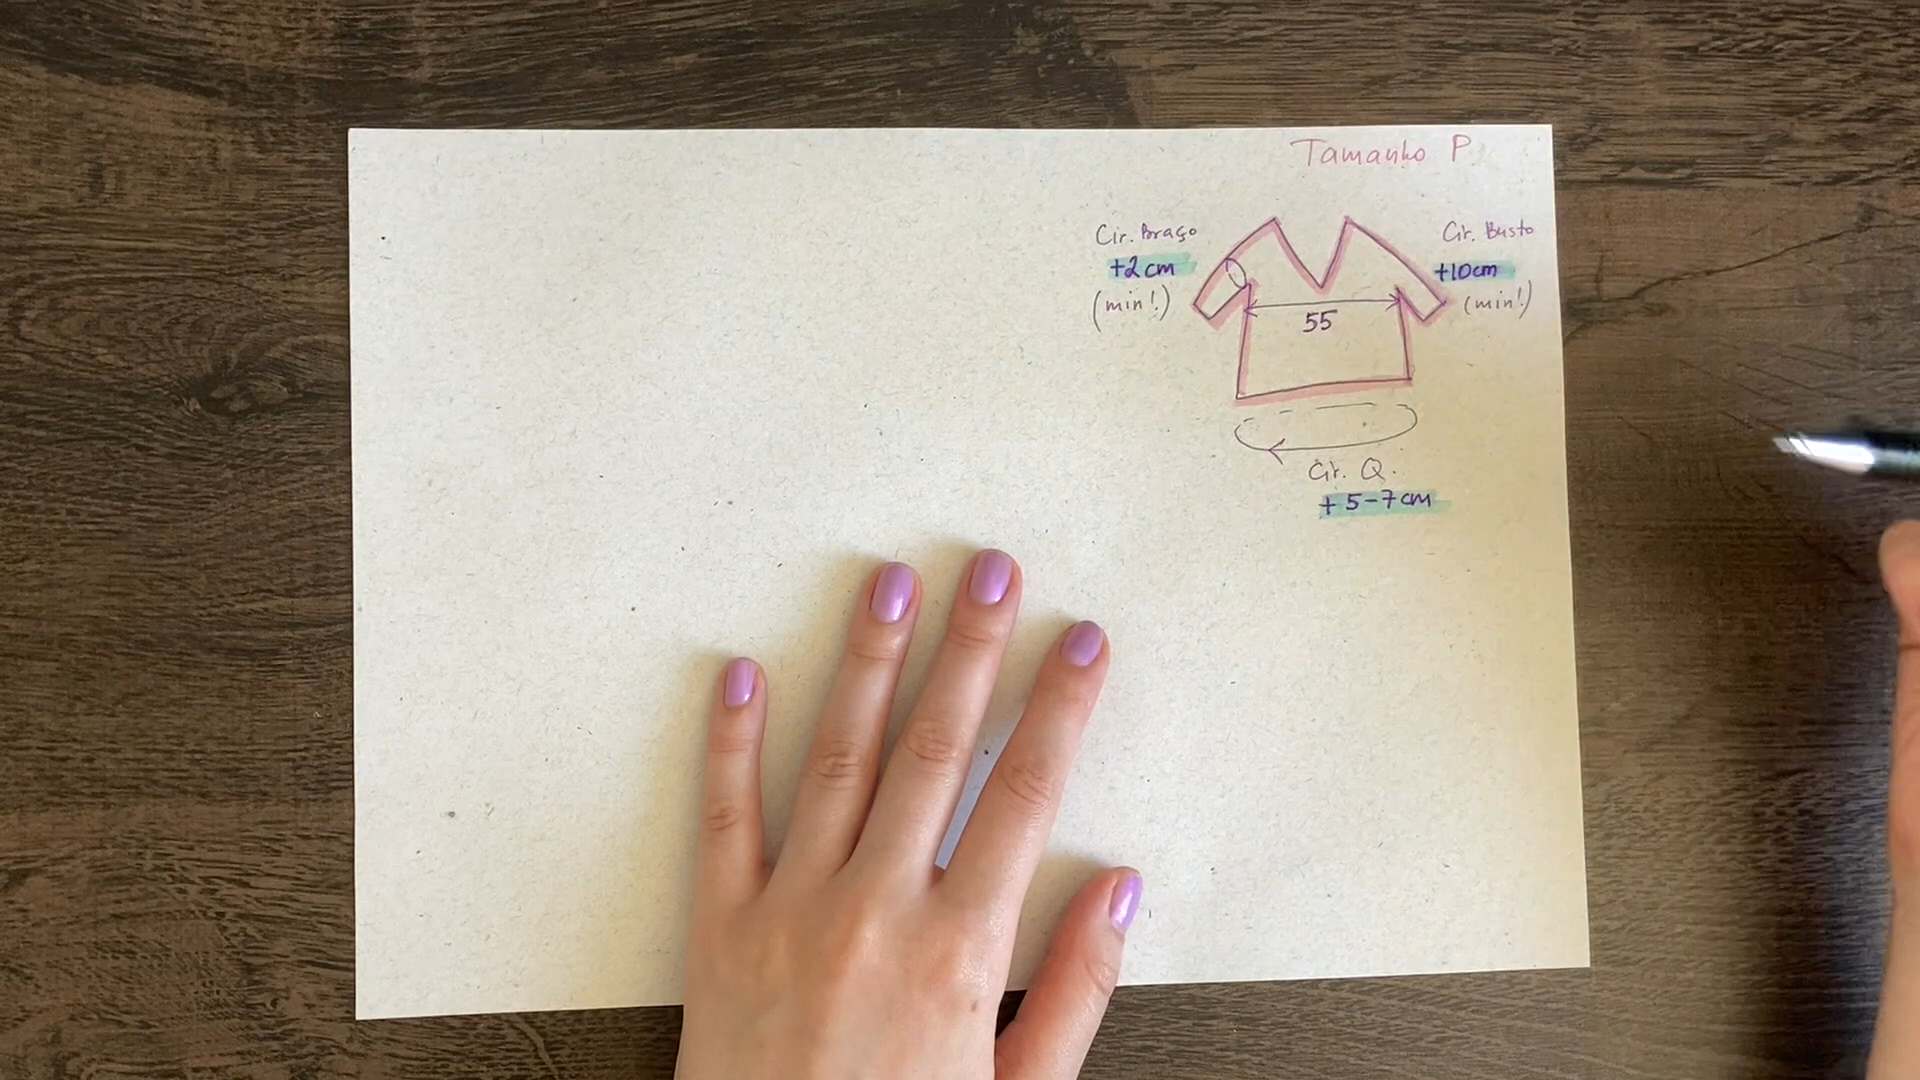 Tamanho P
Cir. Braço
+2cm
(min!)
Cir. Busto
+10cm
(min!)
55
Cir. Q.
+5-7cm